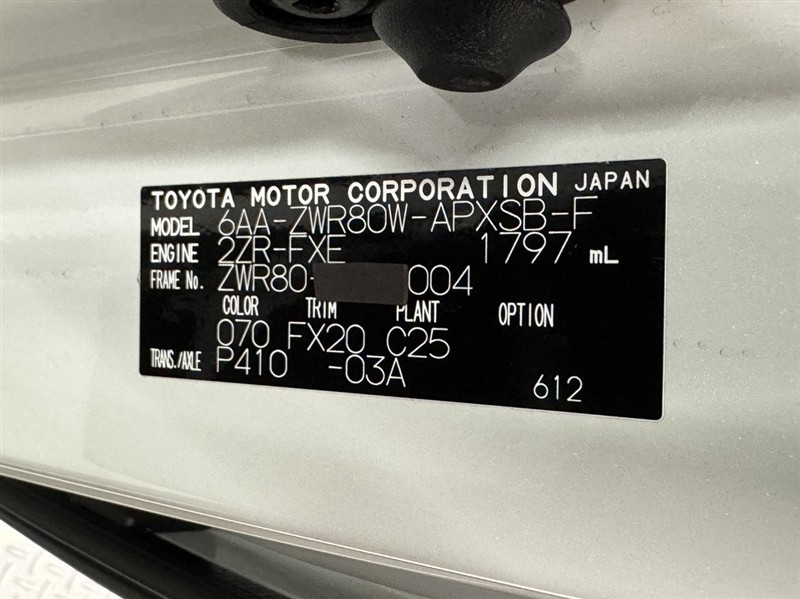 TOYOTA MOTOR CORPORATION JAPAN
MODEL 6AA-ZWR80W-APXSB-F
ENGINE 2ZR-FXE 1797 mL
FRAME No. ZWR80- 004
COLOR TRIM PLANT OPTION
070 FX20 C25
TRANS./AXLE P410 -03A
612